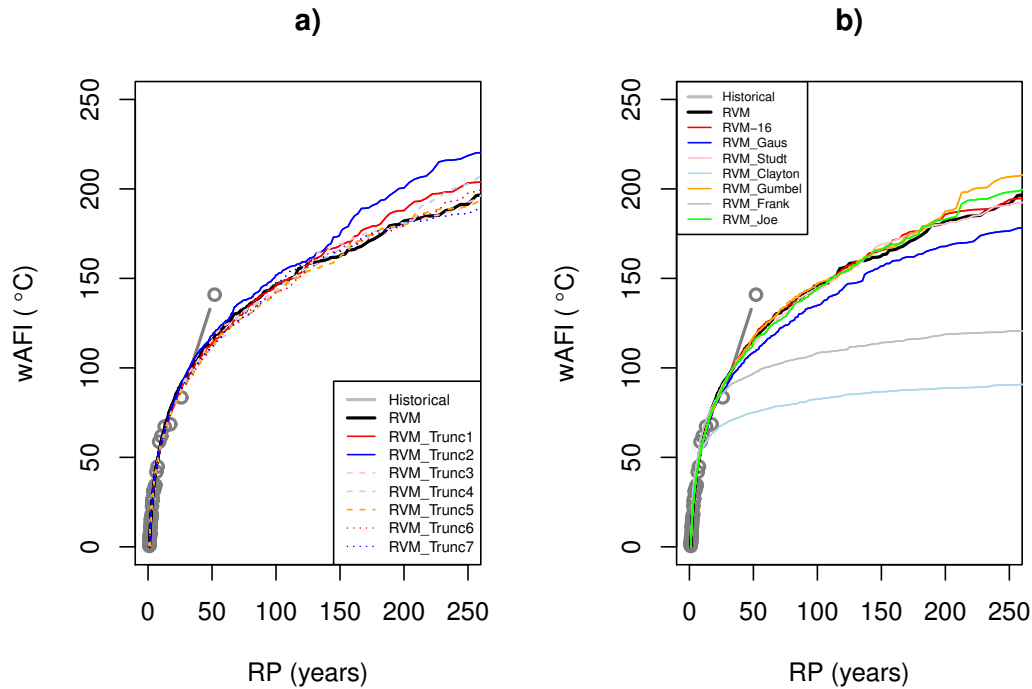 a)
wAFI ( °C)
250
200
150
100
50
0
Historical
RVM
RVM_Trunc1
RVM_Trunc2
RVM_Trunc3
RVM_Trunc4
RVM_Trunc5
RVM_Trunc6
RVM_Trunc7
0 50 100 150 200 250
RP (years)
b)
wAFI ( °C)
250
200
150
100
50
0
Historical
RVM
RVM−16
RVM_Gaus
RVM_Studt
RVM_Clayton
RVM_Gumbel
RVM_Frank
RVM_Joe
0 50 100 150 200 250
RP (years)